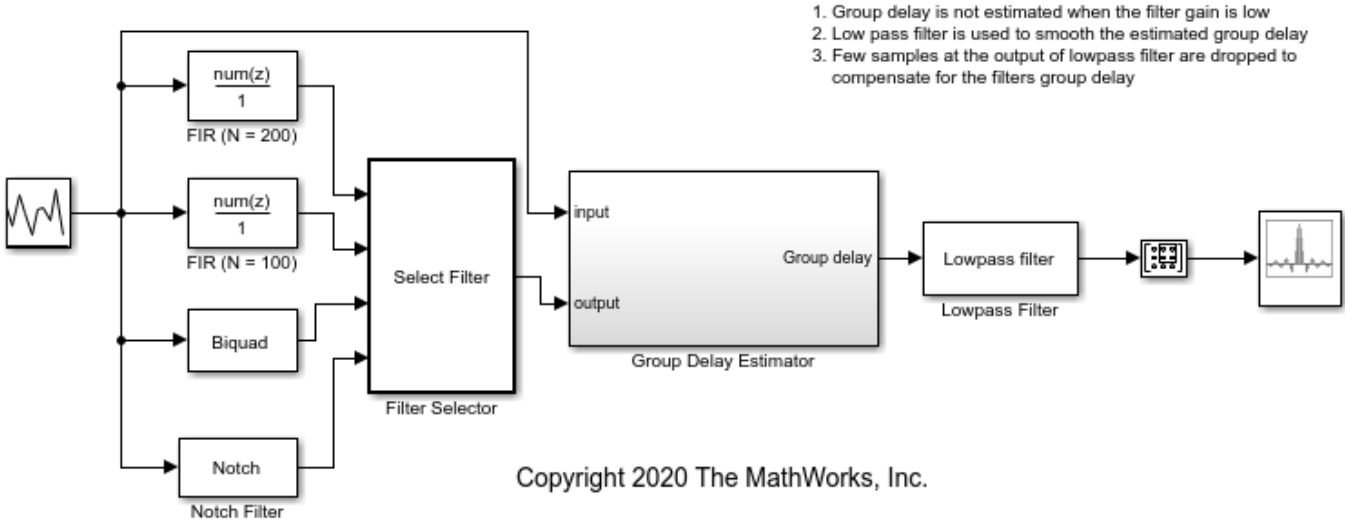 1. Group delay is not estimated when the filter gain is low
2. Low pass filter is used to smooth the estimated group delay
3. Few samples at the output of lowpass filter are dropped to
compensate for the filters group delay
num(z)
1
FIR (N = 200)
num(z)
1
FIR (N = 100)
Biquad
Notch
Notch Filter
Select Filter
Filter Selector
input
output
Group delay
Group Delay Estimator
Lowpass filter
Lowpass Filter
Copyright 2020 The MathWorks, Inc.